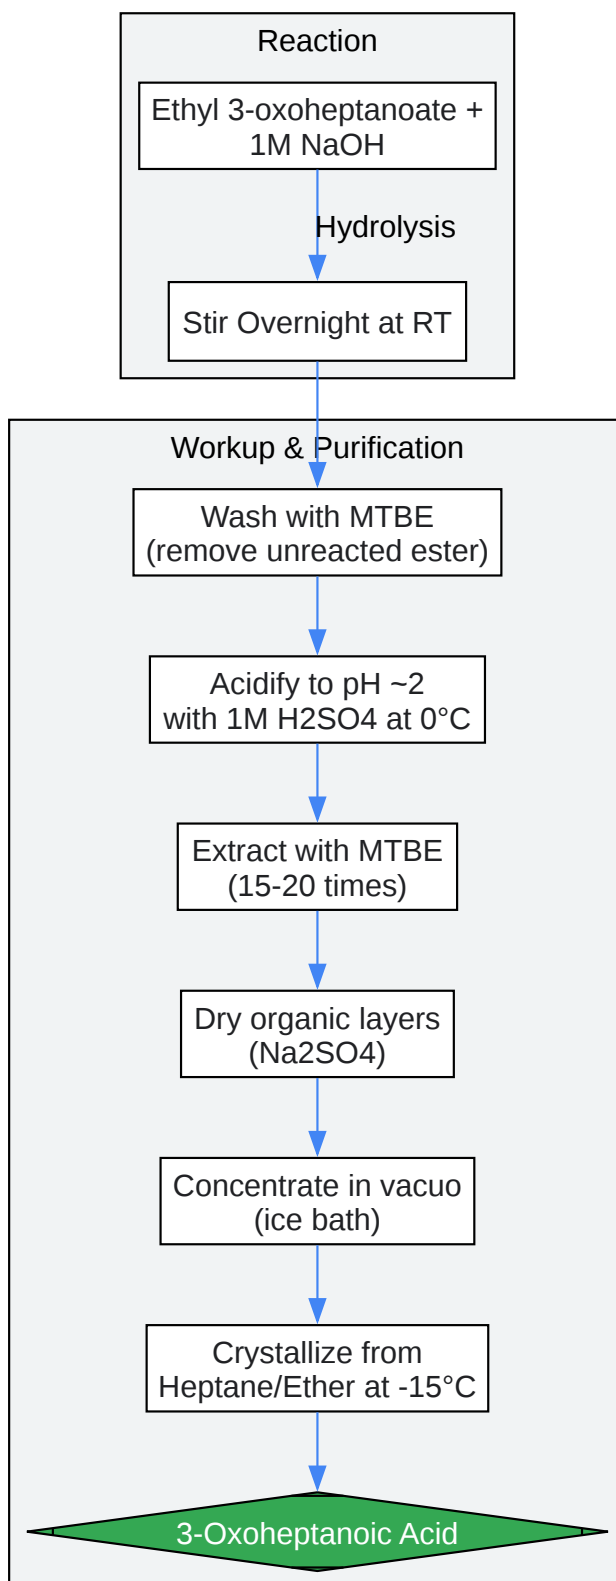 Reaction
Ethyl 3-oxoheptanoate +
1M NaOH
Hydrolysis
Stir Overnight at RT
Workup & Purification
Wash with MTBE
(remove unreacted ester)
Acidify to pH ~2
with 1M H2SO4 at 0°C
Extract with MTBE
(15-20 times)
Dry organic layers
(Na2SO4)
Concentrate in vacuo
(ice bath)
Crystallize from
Heptane/Ether at -15°C
3-Oxoheptanoic Acid